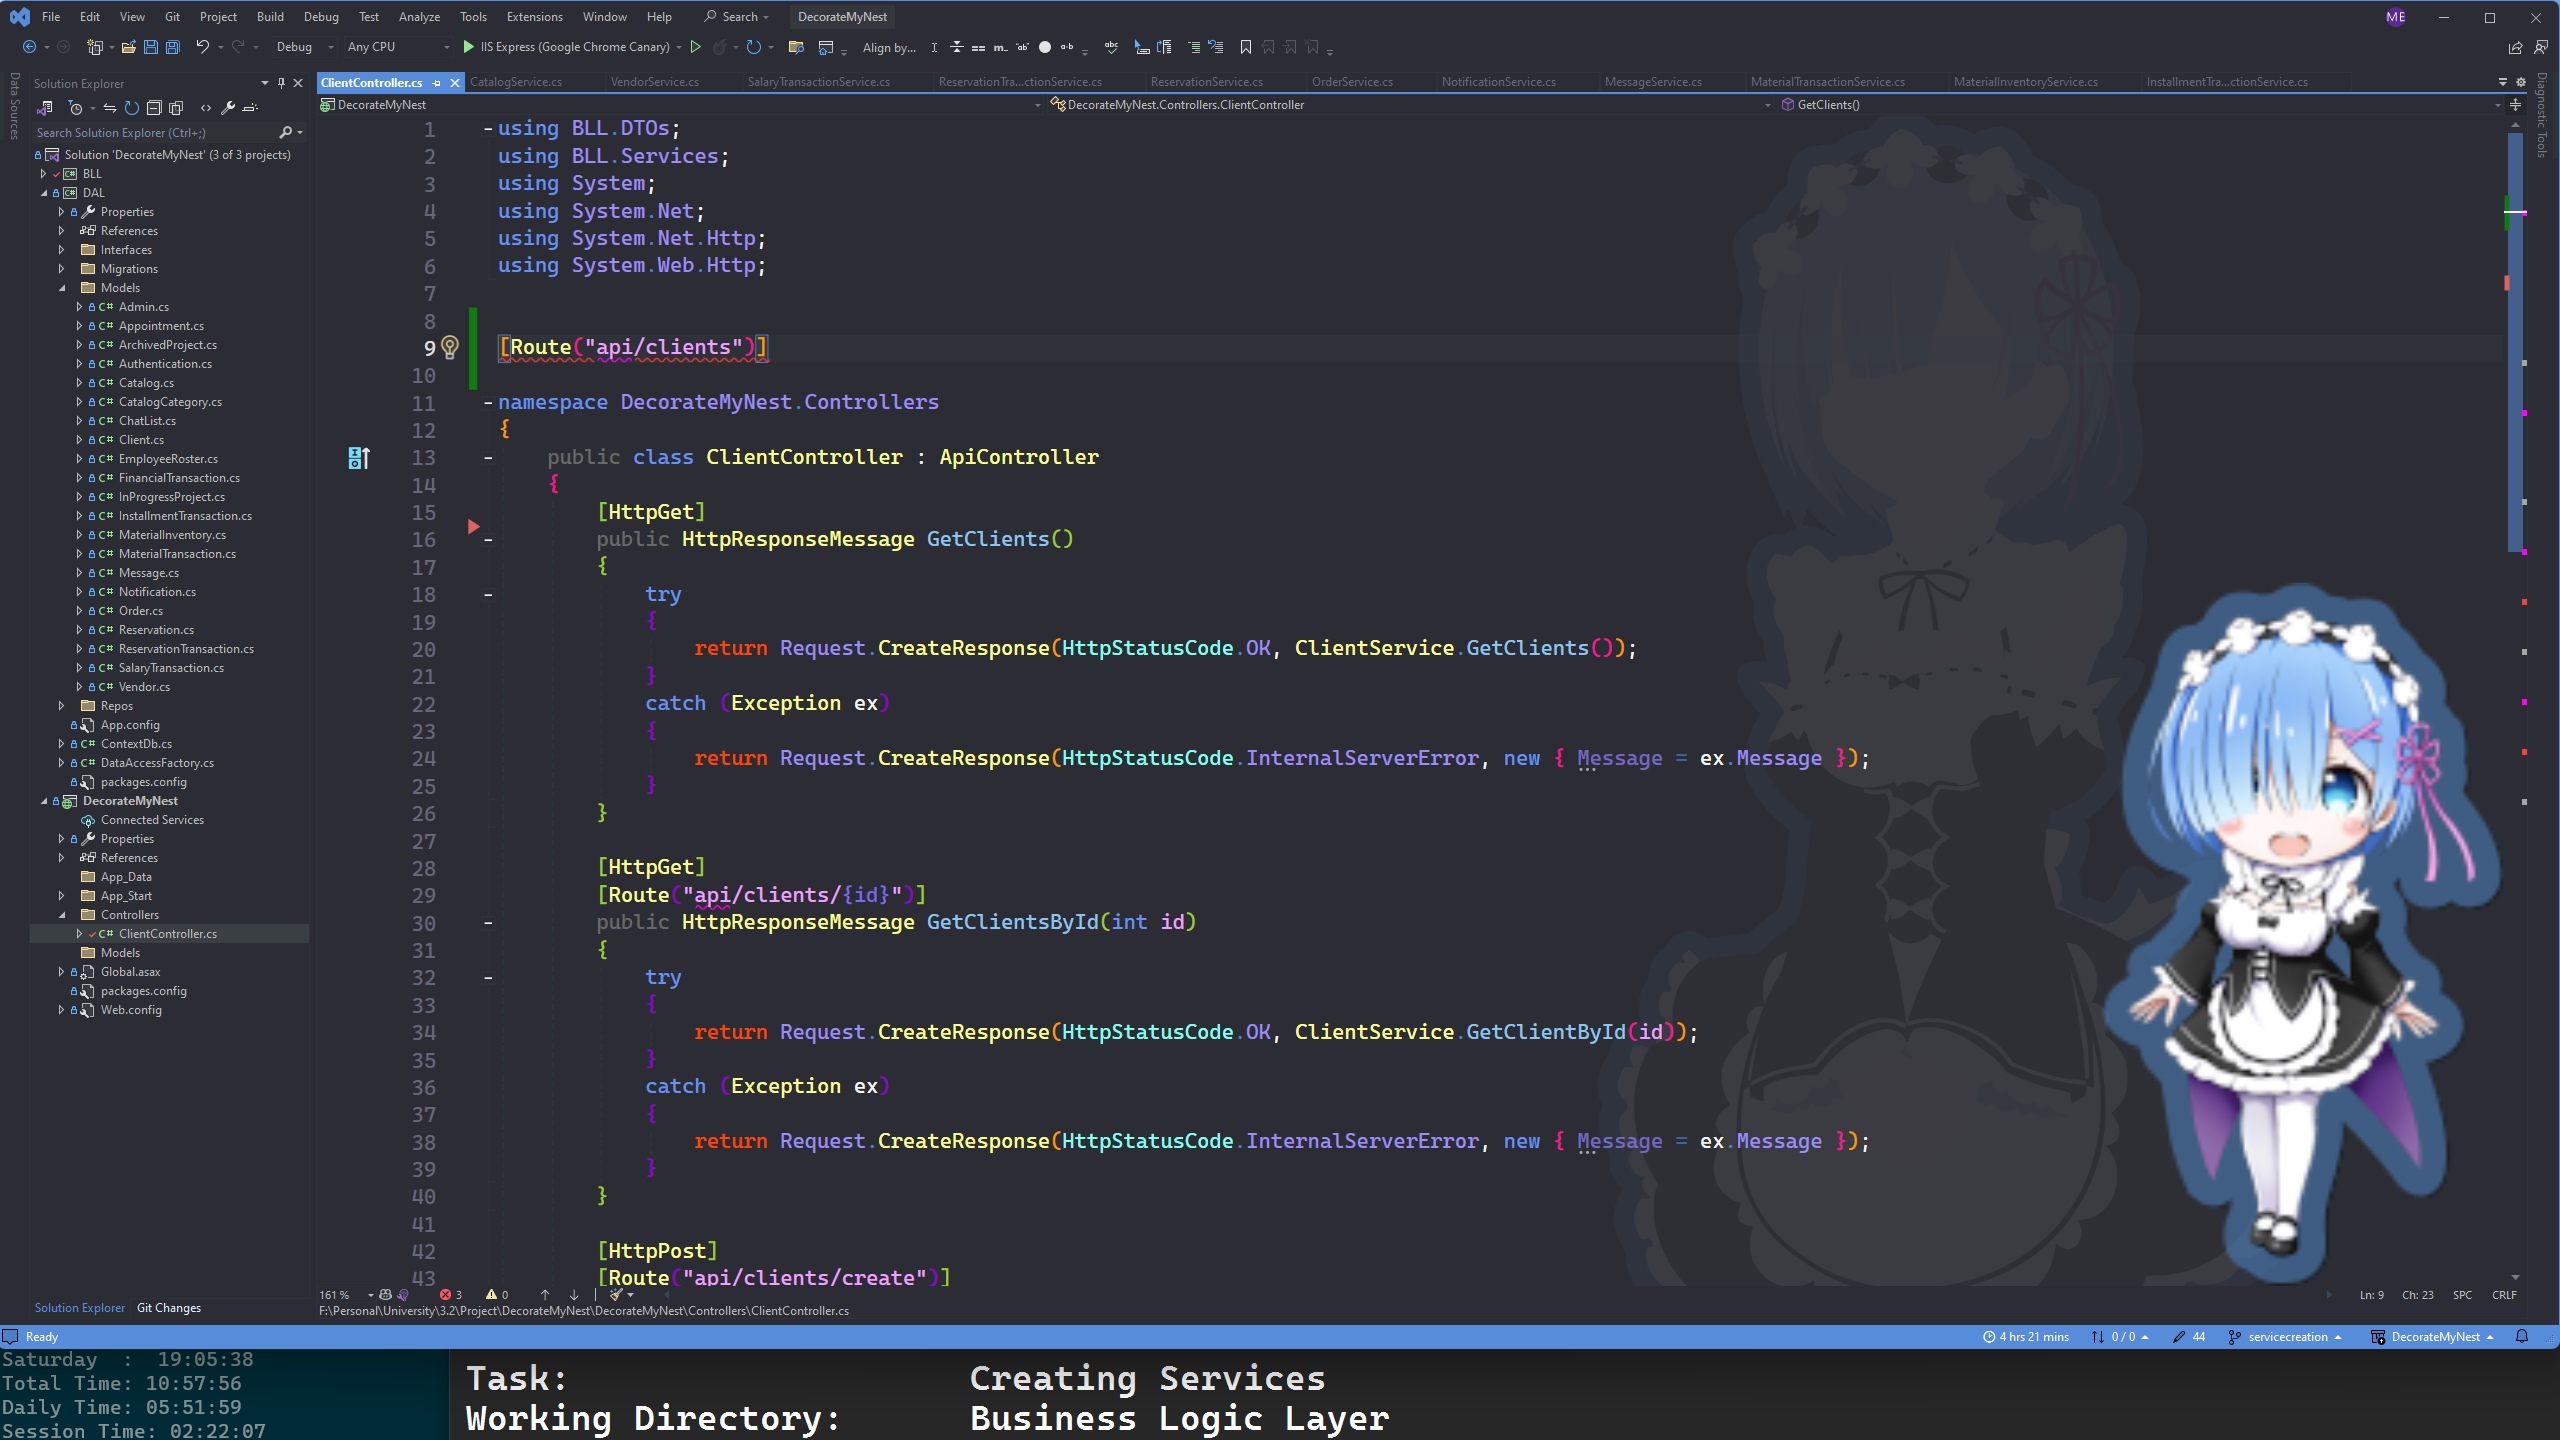 File Edit View Git Project Build Debug Test Analyze Tools Extensions Window Help Search DecorateMyNest ME
Debug Any CPU IIS Express (Google Chrome Canary) Align by...
Data Sources
Solution Explorer
Search Solution Explorer (Ctrl+;)
Solution 'DecorateMyNest' (3 of 3 projects)
BLL
DAL
Properties
References
Interfaces
Migrations
Models
C# Admin.cs
C# Appointment.cs
C# ArchivedProject.cs
C# Authentication.cs
C# Catalog.cs
C# CatalogCategory.cs
C# ChatList.cs
C# Client.cs
C# EmployeeRoster.cs
C# FinancialTransaction.cs
C# InProgressProject.cs
C# InstallmentTransaction.cs
C# MaterialInventory.cs
C# MaterialTransaction.cs
C# Message.cs
C# Notification.cs
C# Order.cs
C# Reservation.cs
C# ReservationTransaction.cs
C# SalaryTransaction.cs
C# Vendor.cs
Repos
App.config
C# ContextDb.cs
C# DataAccessFactory.cs
packages.config
DecorateMyNest
Connected Services
Properties
References
App_Data
App_Start
Controllers
C# ClientController.cs
Models
Global.asax
packages.config
Web.config
Solution Explorer Git Changes
ClientController.cs CatalogService.cs VendorService.cs SalaryTransactionService.cs ReservationTra...ctionService.cs ReservationService.cs OrderService.cs NotificationService.cs MessageService.cs MaterialTransactionService.cs MaterialInventoryService.cs InstallmentTra...ctionService.cs
DecorateMyNest DecorateMyNest.Controllers.ClientController GetClients()
Diagnostic Tools
1 using BLL.DTOs;
2 using BLL.Services;
3 using System;
4 using System.Net;
5 using System.Net.Http;
6 using System.Web.Http;
7
8
9 [Route("api/clients")]
10
11 namespace DecorateMyNest.Controllers
12 {
13 public class ClientController : ApiController
14 {
15 [HttpGet]
16 public HttpResponseMessage GetClients()
17 {
18 try
19 {
20 return Request.CreateResponse(HttpStatusCode.OK, ClientService.GetClients());
21 }
22 catch (Exception ex)
23 {
24 return Request.CreateResponse(HttpStatusCode.InternalServerError, new { Message = ex.Message });
25 }
26 }
27
28 [HttpGet]
29 [Route("api/clients/{id}")]
30 public HttpResponseMessage GetClientsById(int id)
31 {
32 try
33 {
34 return Request.CreateResponse(HttpStatusCode.OK, ClientService.GetClientById(id));
35 }
36 catch (Exception ex)
37 {
38 return Request.CreateResponse(HttpStatusCode.InternalServerError, new { Message = ex.Message });
39 }
40 }
41
42 [HttpPost]
43 [Route("api/clients/create")]
161 % 3 0 Ln: 9 Ch: 23 SPC CRLF
F:\Personal\University\3.2\Project\DecorateMyNest\DecorateMyNest\Controllers\ClientController.cs
Ready 4 hrs 21 mins 0 / 0 44 servicecreation DecorateMyNest
Saturday : 19:05:38
Total Time: 10:57:56
Daily Time: 05:51:59
Session Time: 02:22:07
Task: Creating Services
Working Directory: Business Logic Layer